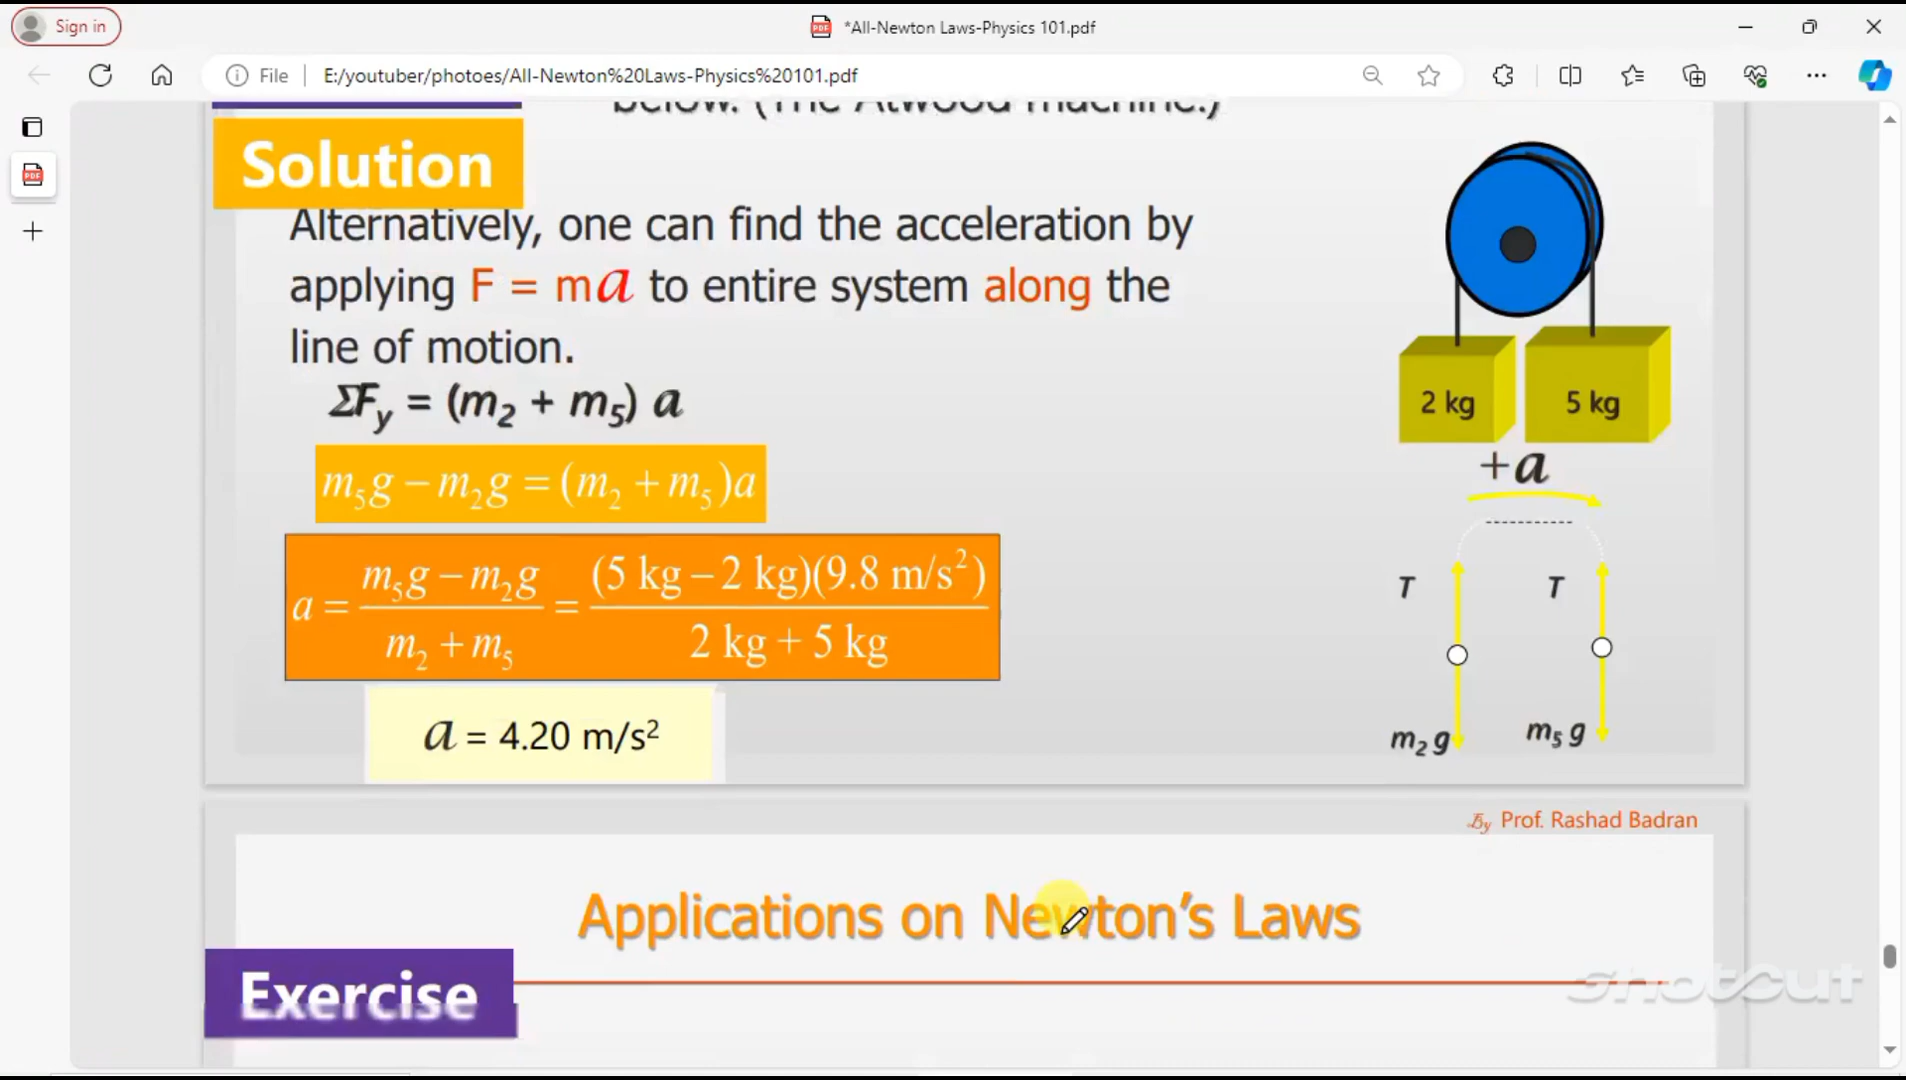 Sign in
*All-Newton Laws-Physics 101.pdf
File
E:/youtuber/photoes/All-Newton%20Laws-Physics%20101.pdf
below. (The Atwood machine.)
Solution
Alternatively, one can find the acceleration by
applying F = ma to entire system along the
line of motion.
ΣFy = (m2 + m5) a
m5g − m2g = (m2 + m5)a
a = (m5g − m2g) / (m2 + m5) = (5 kg − 2 kg)(9.8 m/s²) / (2 kg + 5 kg)
a = 4.20 m/s²
2 kg
5 kg
+a
T
T
m2 g
m5 g
By Prof. Rashad Badran
Applications on Newton’s Laws
Exercise
SHOTCUT